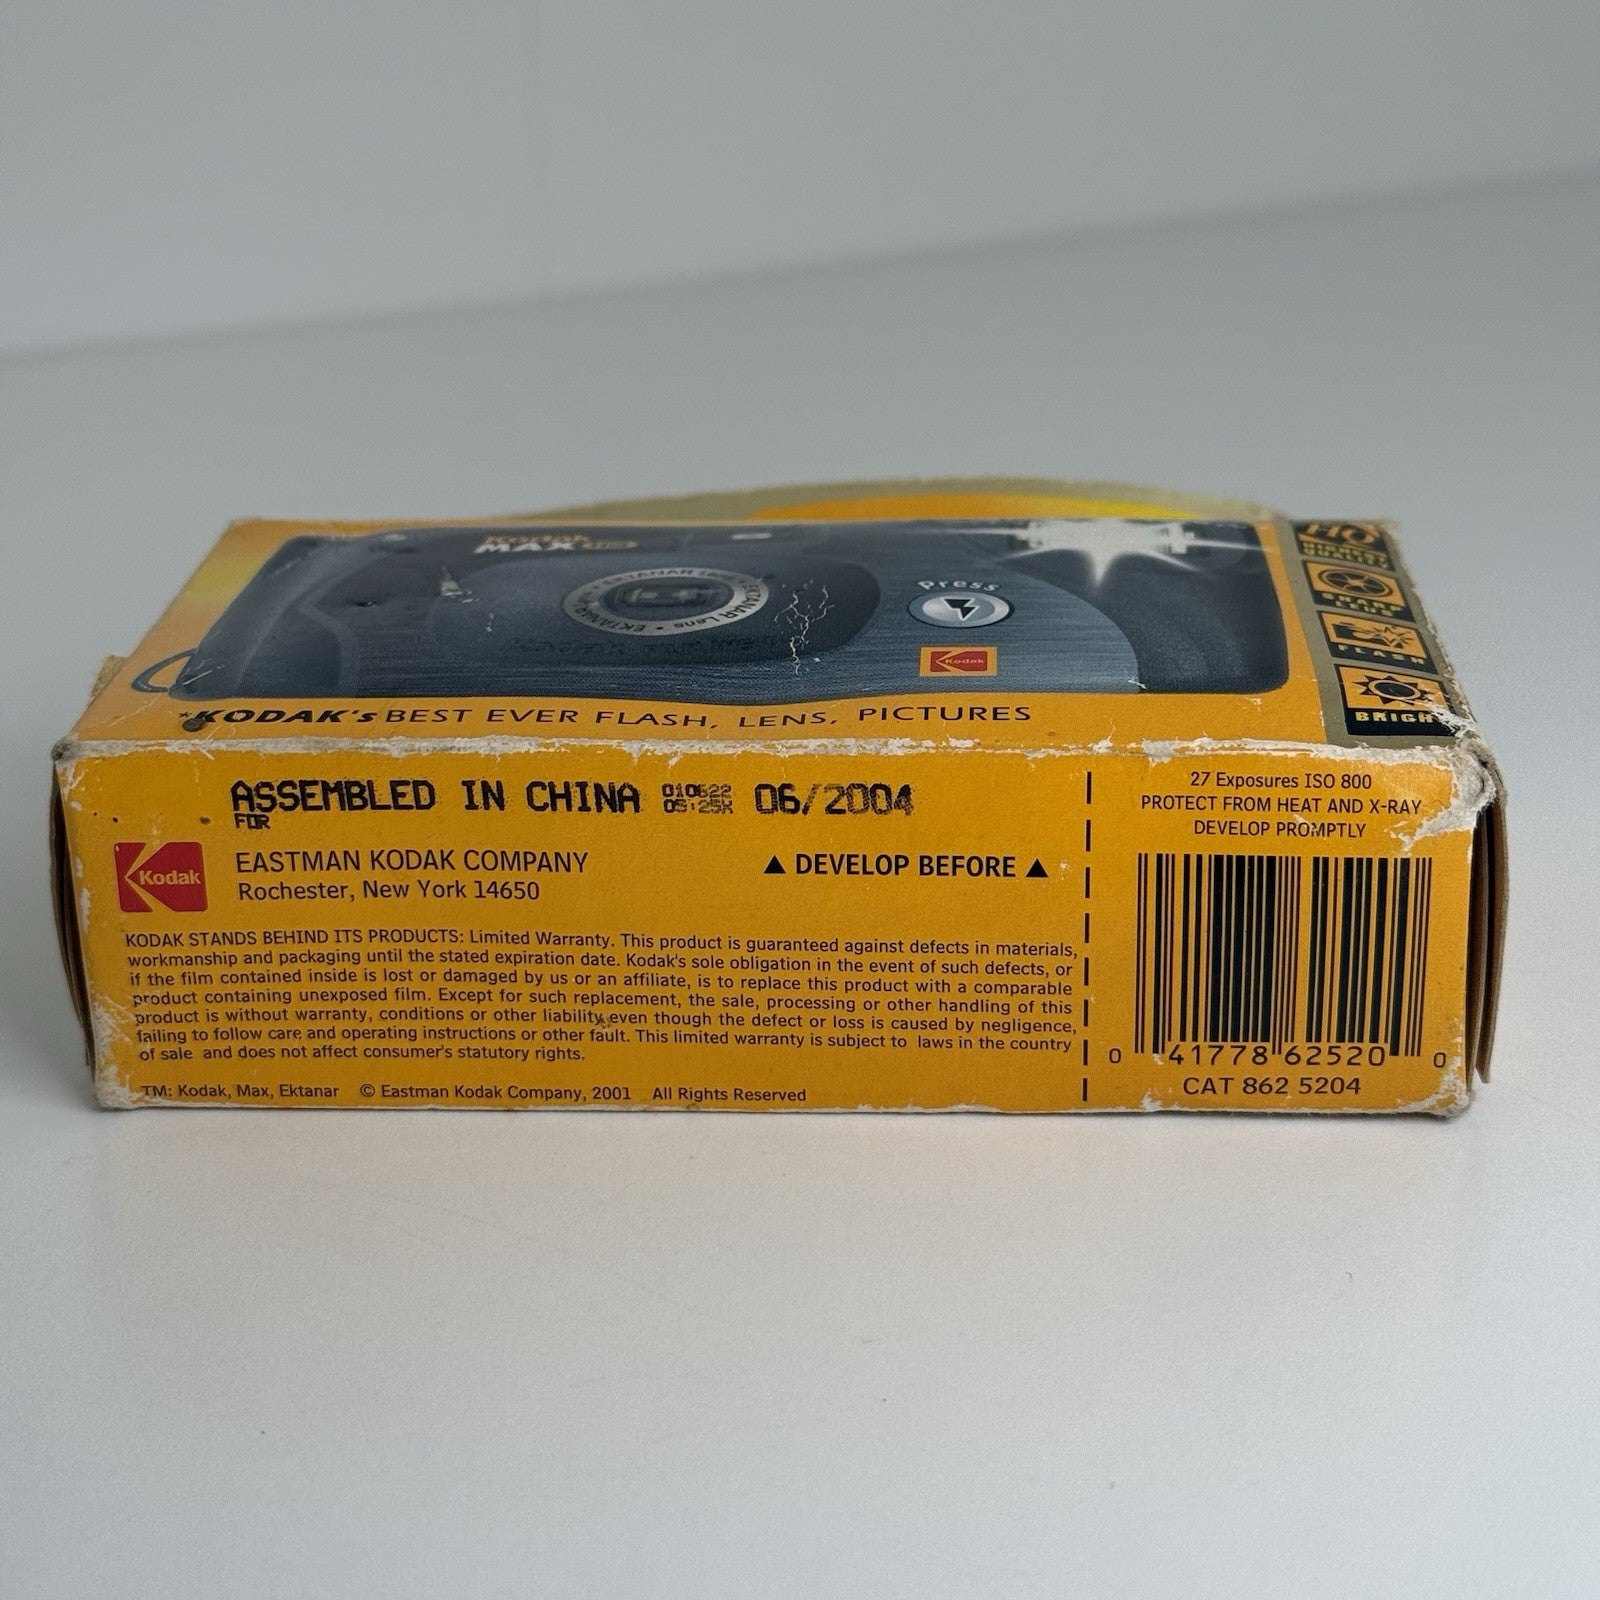 Kodak
MAX
EKTANAR Lens • EKTANAR
Press
Kodak
HQ
SHARP
FLASH
BRIGH
*KODAK's BEST EVER FLASH, LENS, PICTURES
ASSEMBLED IN CHINA 06/2004
FOR
Kodak
EASTMAN KODAK COMPANY
Rochester, New York 14650
▲ DEVELOP BEFORE ▲
KODAK STANDS BEHIND ITS PRODUCTS: Limited Warranty. This product is guaranteed against defects in materials,
workmanship and packaging until the stated expiration date. Kodak's sole obligation in the event of such defects, or
if the film contained inside is lost or damaged by us or an affiliate, is to replace this product with a comparable
product containing unexposed film. Except for such replacement, the sale, processing or other handling of this
product is without warranty, conditions or other liability even though the defect or loss is caused by negligence,
failing to follow care and operating instructions or other fault. This limited warranty is subject to laws in the country
of sale and does not affect consumer's statutory rights.
TM: Kodak, Max, Ektanar © Eastman Kodak Company, 2001 All Rights Reserved
27 Exposures ISO 800
PROTECT FROM HEAT AND X-RAY
DEVELOP PROMPTLY
0 41778 62520 0
CAT 862 5204